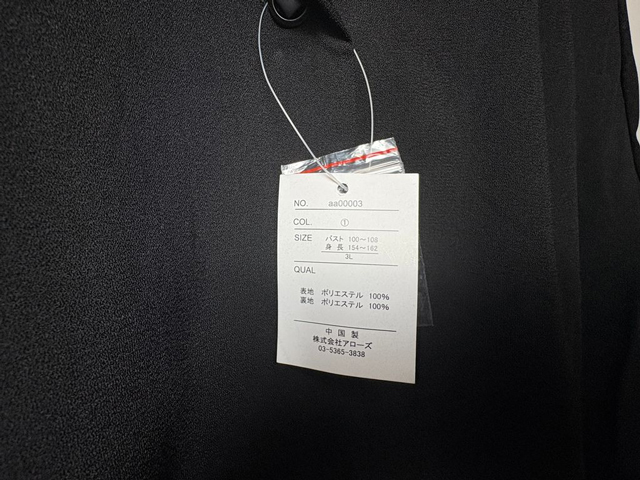 NO. aa00003
COL. ①
SIZE バスト 100～108
身 長 154～162
3L
QUAL
表地 ポリエステル 100%
裏地 ポリエステル 100%
中 国 製
株式会社アローズ
03-5365-3838